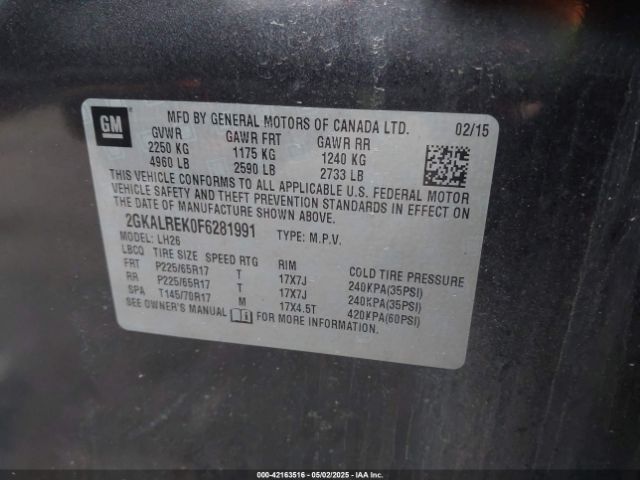 GM
MFD BY GENERAL MOTORS OF CANADA LTD. 02/15
GVWR GAWR FRT GAWR RR
2250 KG 1175 KG 1240 KG
4960 LB 2590 LB 2733 LB
THIS VEHICLE CONFORMS TO ALL APPLICABLE U.S. FEDERAL MOTOR
VEHICLE SAFETY AND THEFT PREVENTION STANDARDS IN EFFECT ON
THE DATE OF MANUFACTURE SHOWN ABOVE.
2GKALREK0F6281991 TYPE: M.P.V.
MODEL: LH26
LBCQ TIRE SIZE SPEED RTG RIM COLD TIRE PRESSURE
FRT P225/65R17 T 17X7J 240KPA(35PSI)
RR P225/65R17 T 17X7J 240KPA(35PSI)
SPA T145/70R17 M 17X4.5T 420KPA(60PSI)
SEE OWNER'S MANUAL FOR MORE INFORMATION.
000-42163516 - 05/02/2025 - IAA Inc.